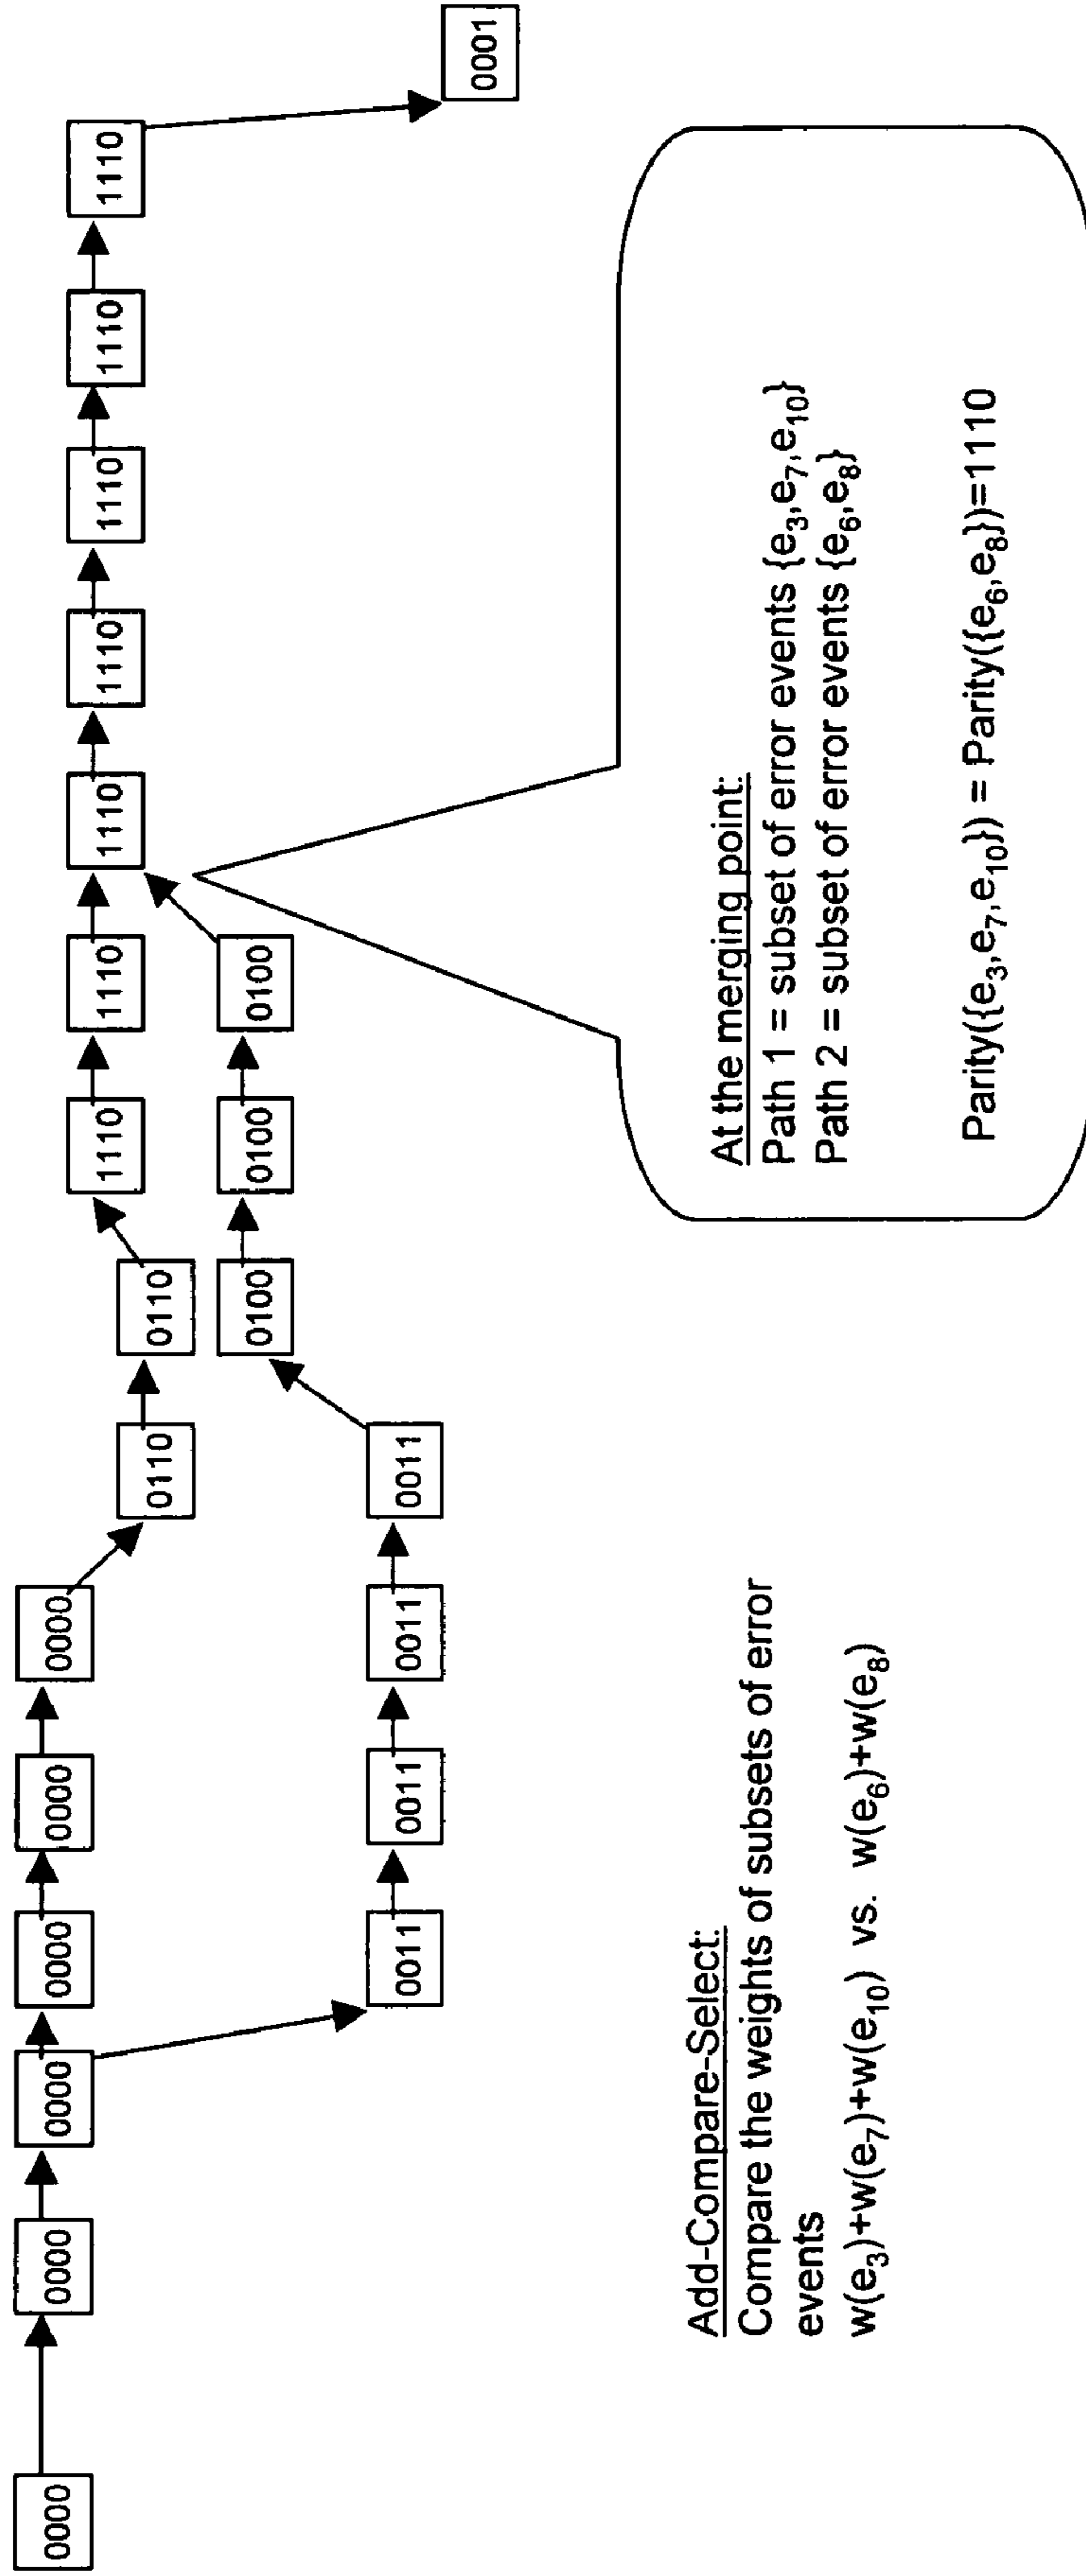 0000 0000 0000 0000 0000 0000
1110 1110 1110 1110 1110 1110 1110
0110 0110
0100 0100 0100
0011 0011 0011 0011
0001
Add-Compare-Select:
Compare the weights of subsets of error
events
w(e₃)+w(e₇)+w(e₁₀) vs. w(e₆)+w(e₈)
At the merging point:
Path 1 = subset of error events {e₃,e₇,e₁₀}
Path 2 = subset of error events {e₆,e₈}
Parity({e₃,e₇,e₁₀}) = Parity({e₆,e₈})=1110